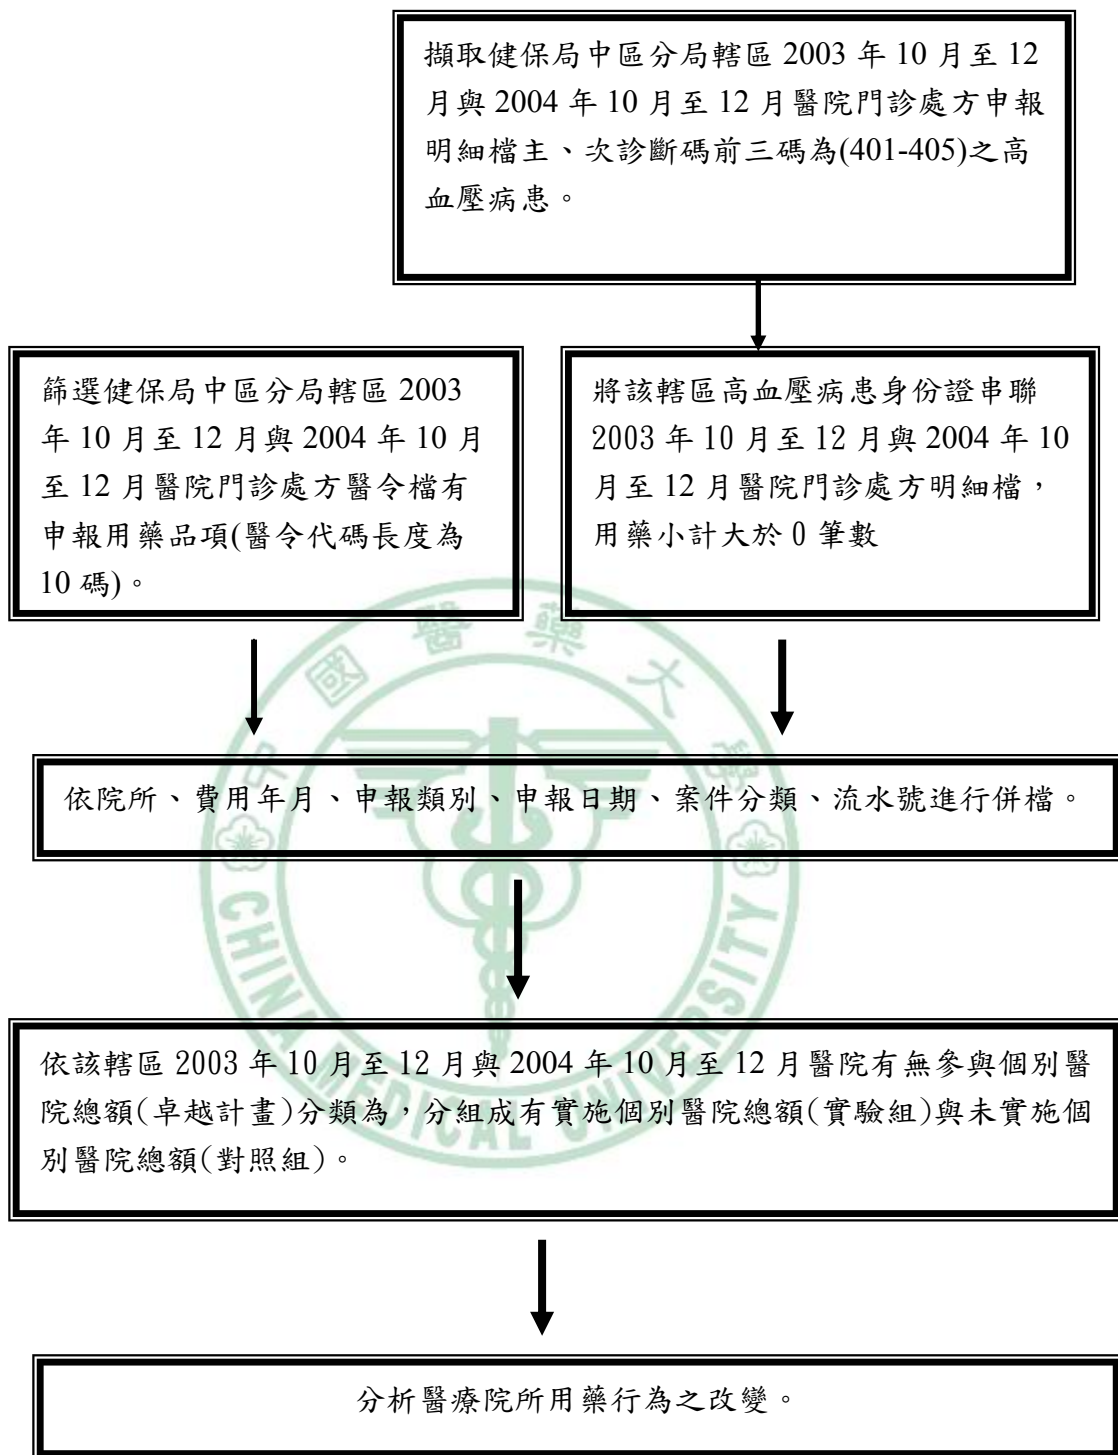 擷取健保局中區分局轄區 2003 年 10 月至 12
月與 2004 年 10 月至 12 月醫院門診處方申報
明細檔主、次診斷碼前三碼為(401-405)之高
血壓病患。
篩選健保局中區分局轄區 2003
年 10 月至 12 月與 2004 年 10 月
至 12 月醫院門診處方醫令檔有
申報用藥品項(醫令代碼長度為
10 碼)。
將該轄區高血壓病患身份證串聯
2003 年 10 月至 12 月與 2004 年 10
月至 12 月醫院門診處方明細檔，
用藥小計大於 0 筆數
中國醫藥大學
依院所、費用年月、申報類別、申報日期、案件分類、流水號進行併檔。
CHINA MEDICAL UNIVERSITY
依該轄區 2003 年 10 月至 12 月與 2004 年 10 月至 12 月醫院有無參與個別醫
院總額(卓越計畫)分類為，分組成有實施個別醫院總額(實驗組)與未實施個
別醫院總額(對照組)。
分析醫療院所用藥行為之改變。